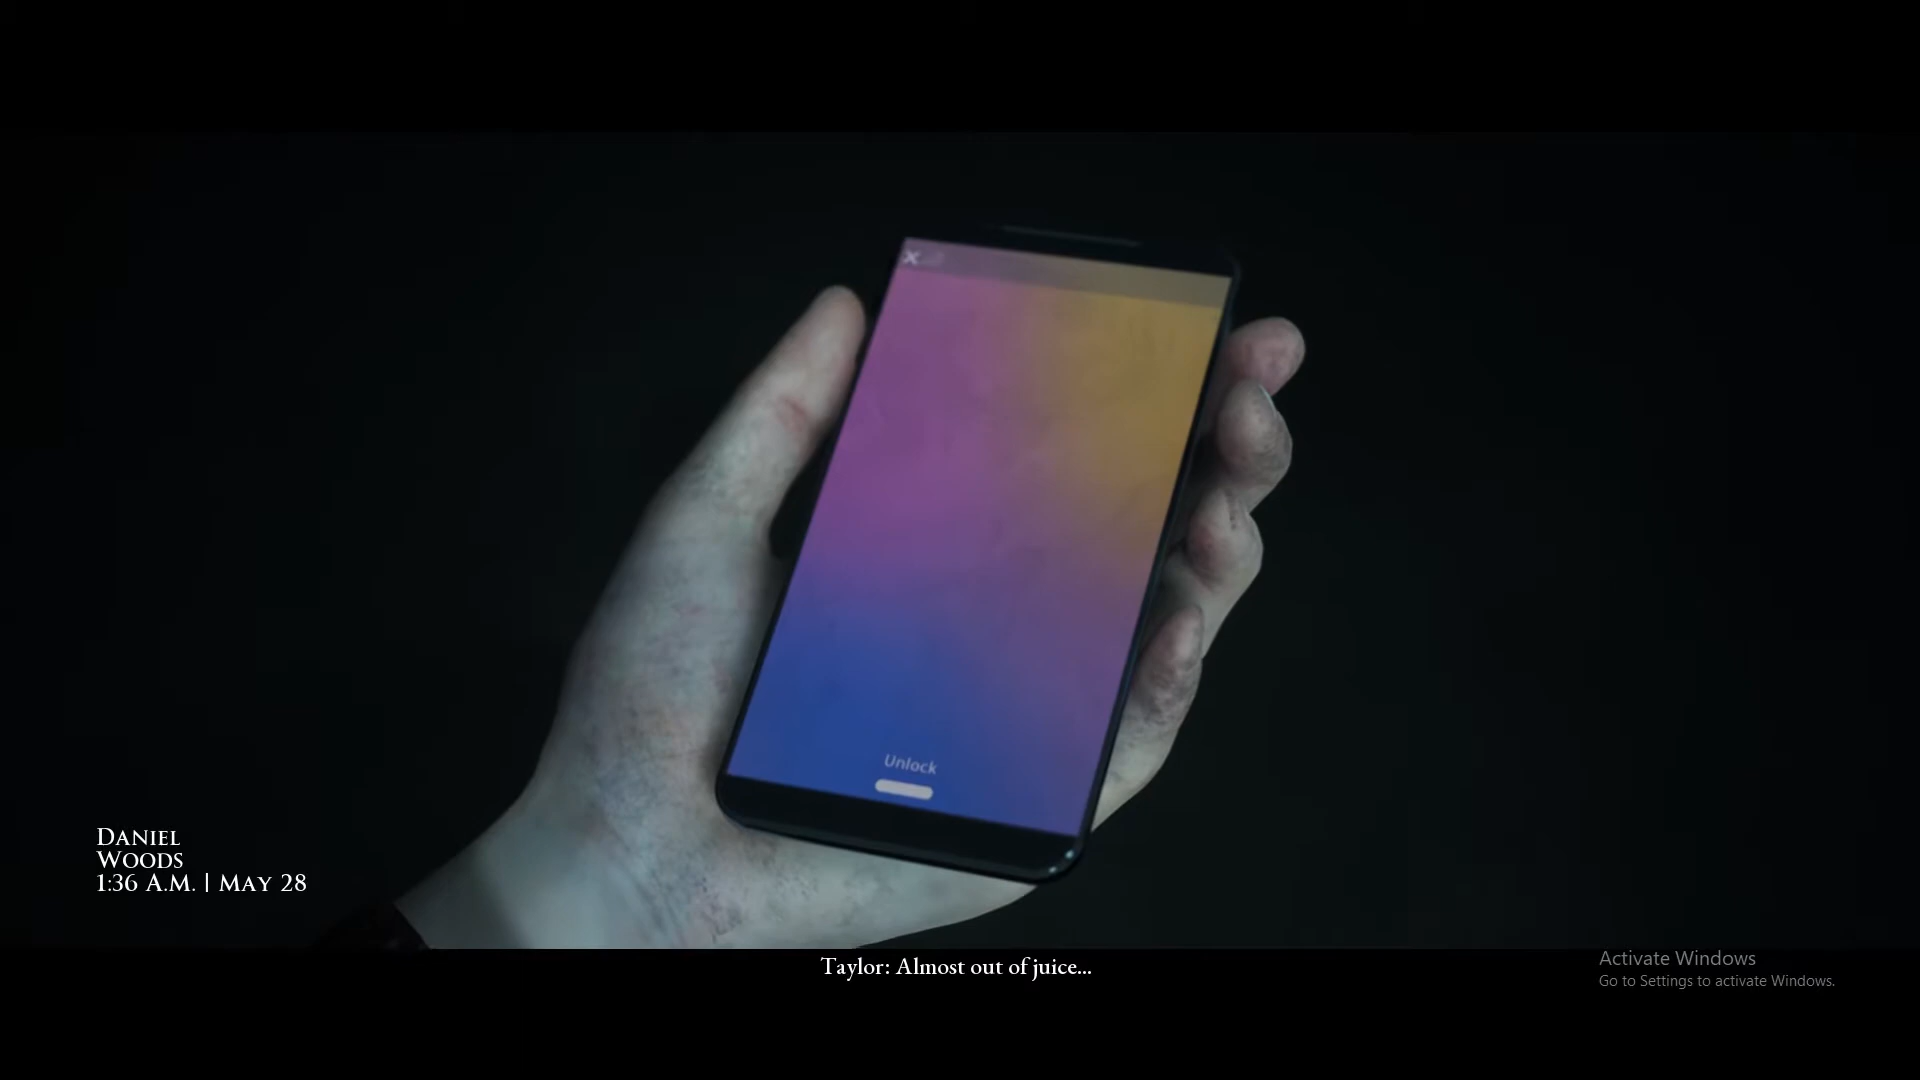 Unlock
Daniel
Woods
1:36 A.M. | May 28
Taylor: Almost out of juice...
Activate Windows
Go to Settings to activate Windows.